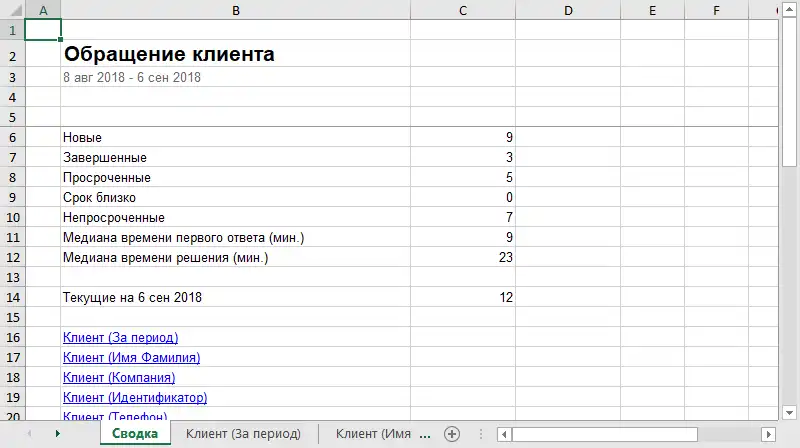 A B C D E F
1
2 Обращение клиента
3 8 авг 2018 - 6 сен 2018
4
5
6 Новые 9
7 Завершенные 3
8 Просроченные 5
9 Срок близко 0
10 Непросроченные 7
11 Медиана времени первого ответа (мин.) 9
12 Медиана времени решения (мин.) 23
13
14 Текущие на 6 сен 2018 12
15
16 Клиент (За период)
17 Клиент (Имя Фамилия)
18 Клиент (Компания)
19 Клиент (Идентификатор)
20 Клиент (Телефон)
Сводка Клиент (За период) Клиент (Имя ...